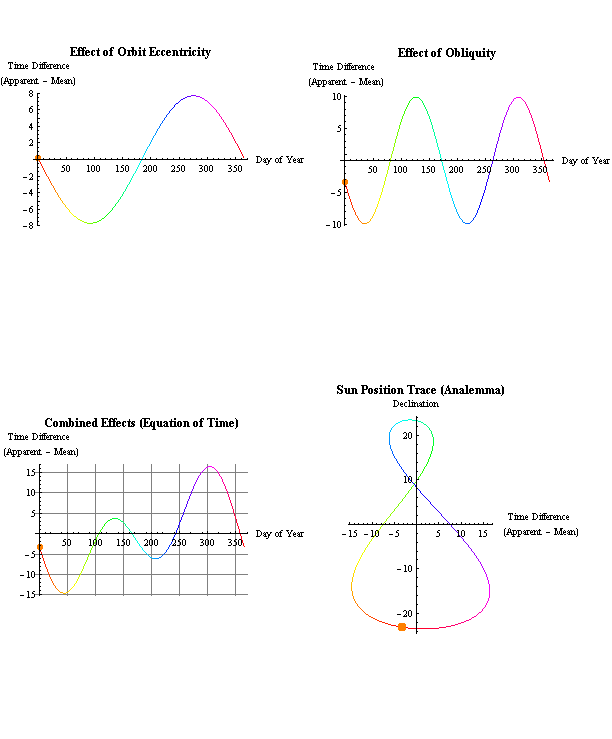 Effect of Orbit Eccentricity
Time Difference
(Apparent - Mean)
8
6
4
2
-2
-4
-6
-8
50 100 150 200 250 300 350
Day of Year
Effect of Obliquity
Time Difference
(Apparent - Mean)
10
5
-5
-10
50 100 150 200 250 300 350
Day of Year
Combined Effects (Equation of Time)
Time Difference
(Apparent - Mean)
15
10
5
-5
-10
-15
50 100 150 200 250 300 350
Day of Year
Sun Position Trace (Analemma)
Declination
20
10
-10
-20
-15 -10 -5 5 10 15
Time Difference
(Apparent - Mean)